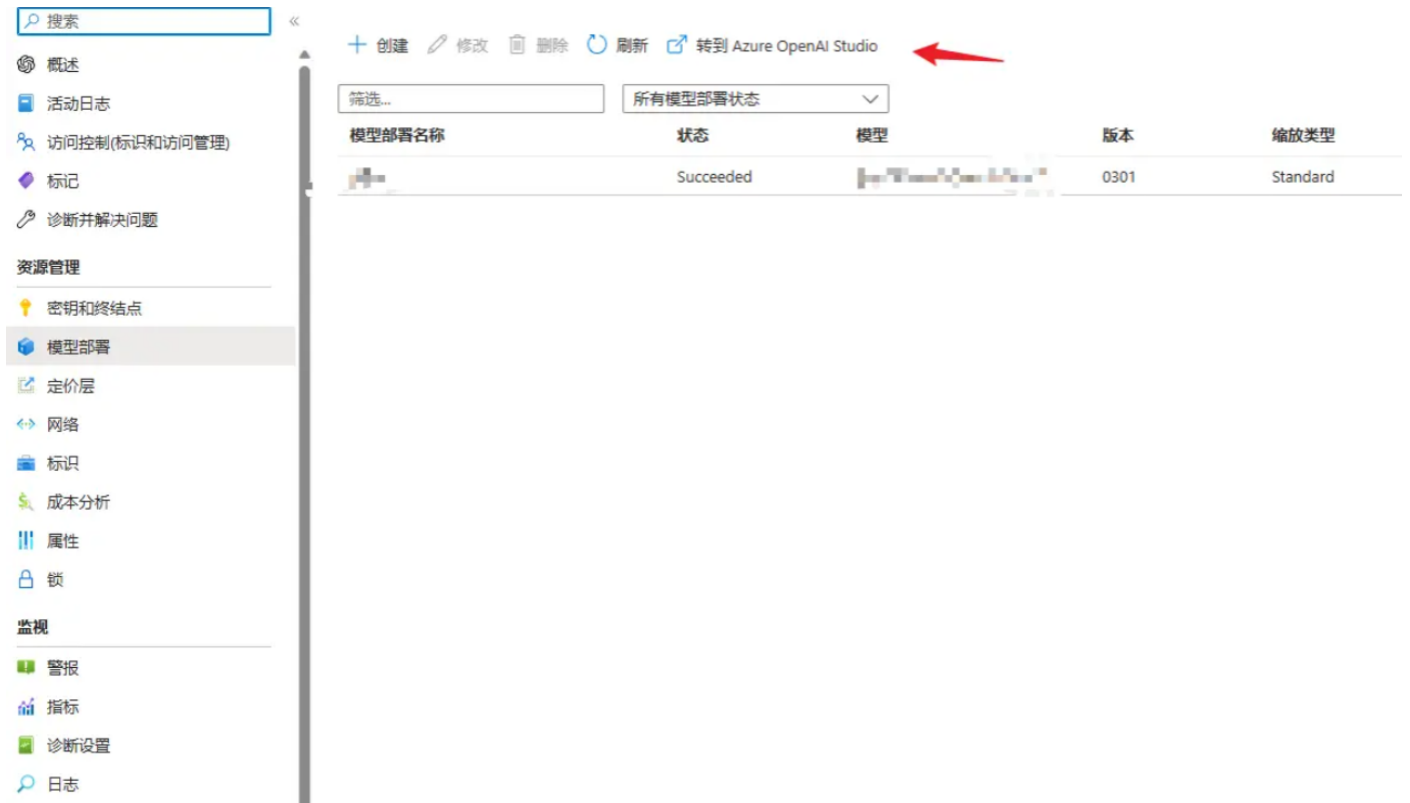 搜索
概述
活动日志
访问控制(标识和访问管理)
标记
诊断并解决问题
资源管理
密钥和终结点
模型部署
定价层
网络
标识
成本分析
属性
锁
监视
警报
指标
诊断设置
日志
创建 修改 删除 刷新 转到 Azure OpenAI Studio
筛选... 所有模型部署状态
模型部署名称 状态 模型 版本 缩放类型
Succeeded 0301 Standard